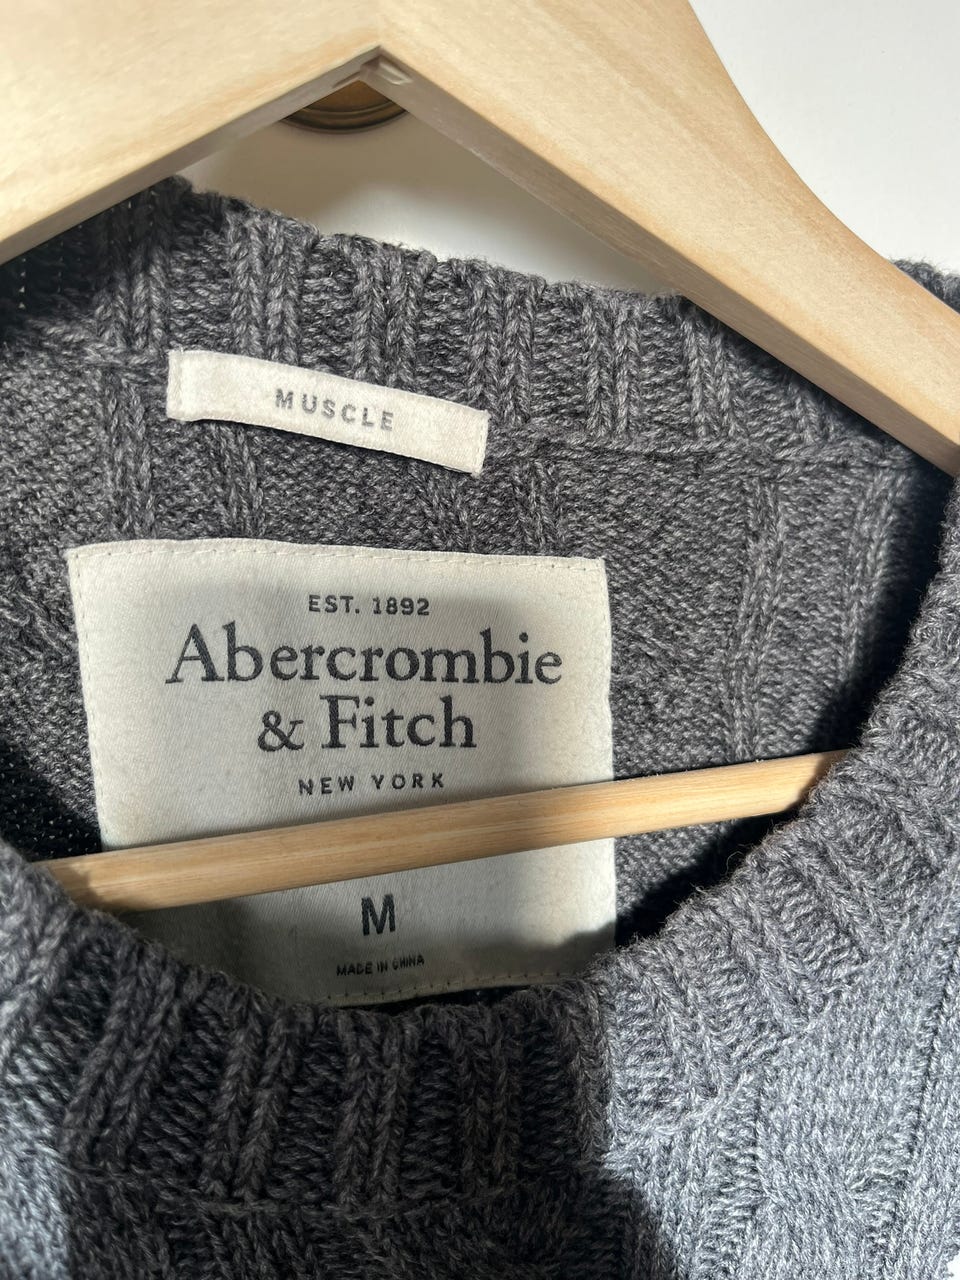 MUSCLE
EST. 1892
Abercrombie
& Fitch
NEW YORK
M
MADE IN CHINA